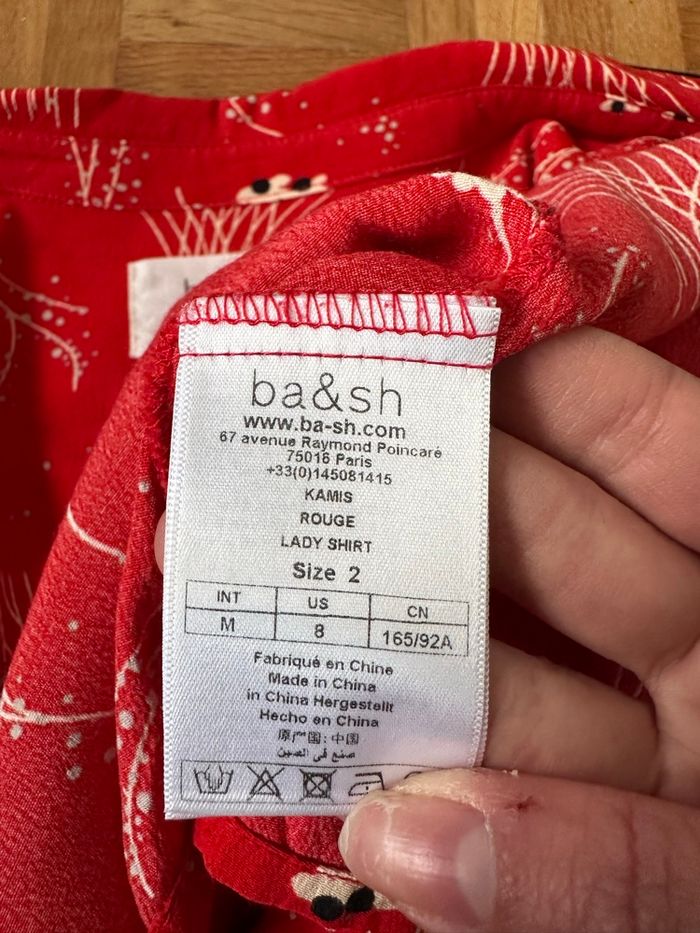 ba&sh
www.ba-sh.com
67 avenue Raymond Poincaré
75016 Paris
+33(0)145081415
KAMIS
ROUGE
LADY SHIRT
Size 2
INT US CN
M 8 165/92A
Fabriqué en Chine
Made in China
in China Hergestellt
Hecho en China
原产国: 中国
صنع في الصين